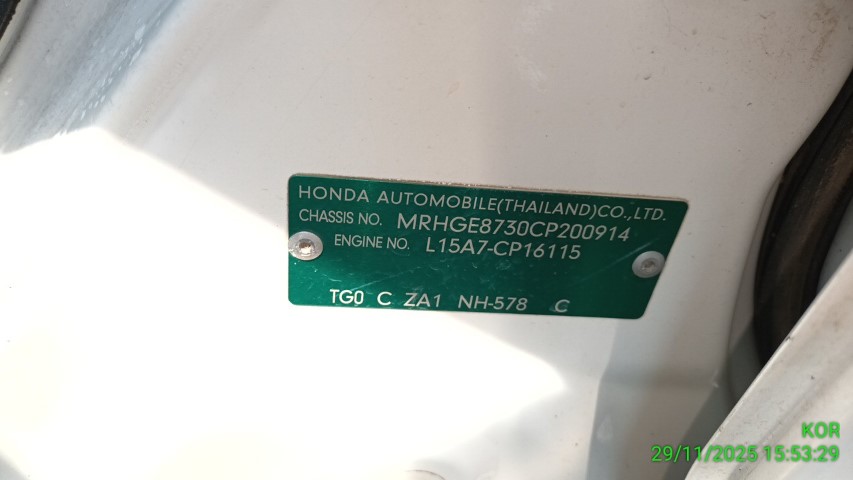 HONDA AUTOMOBILE(THAILAND)CO.,LTD.
CHASSIS NO. MRHGE8730CP200914
ENGINE NO. L15A7-CP16115
TG0 C ZA1 NH-578 C
KOR
29/11/2025 15:53:29